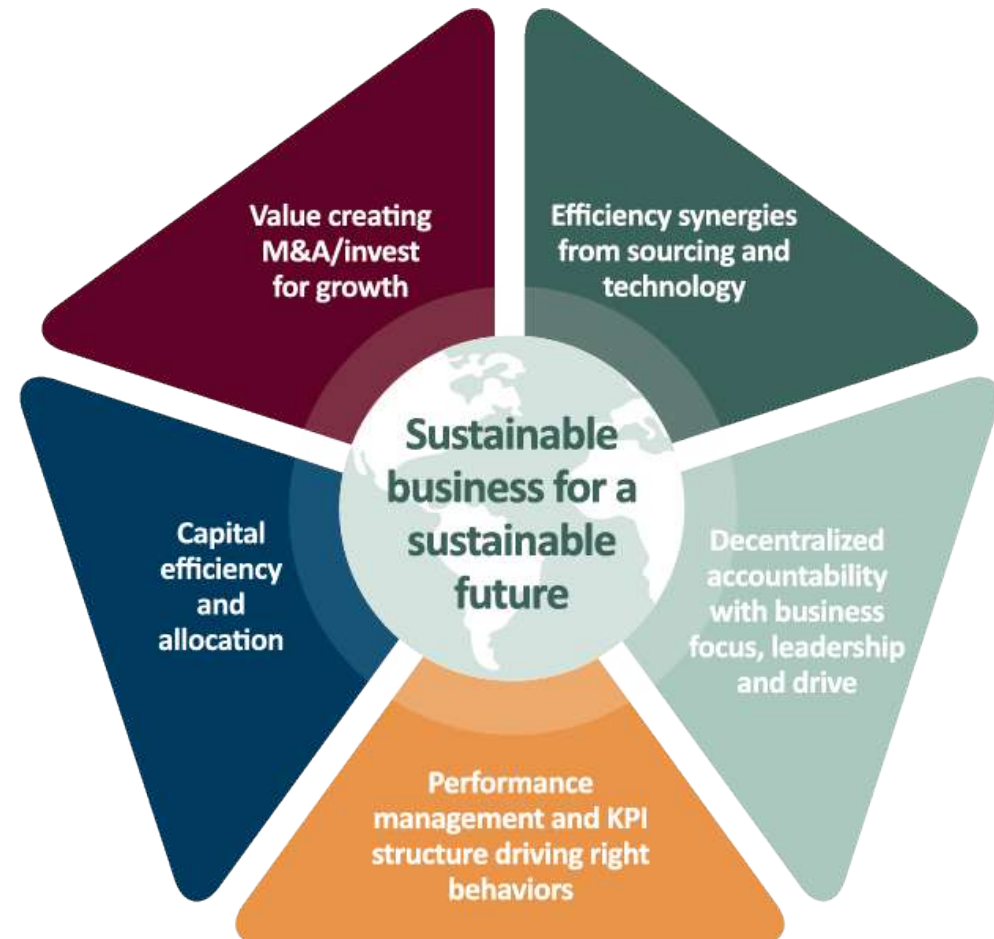 Value creating
M&A/invest
for growth
Efficiency synergies
from sourcing and
technology
Sustainable
business for a
sustainable
future
Capital
efficiency
and
allocation
Decentralized
accountability
with business
focus, leadership
and drive
Performance
management and KPI
structure driving right
behaviors